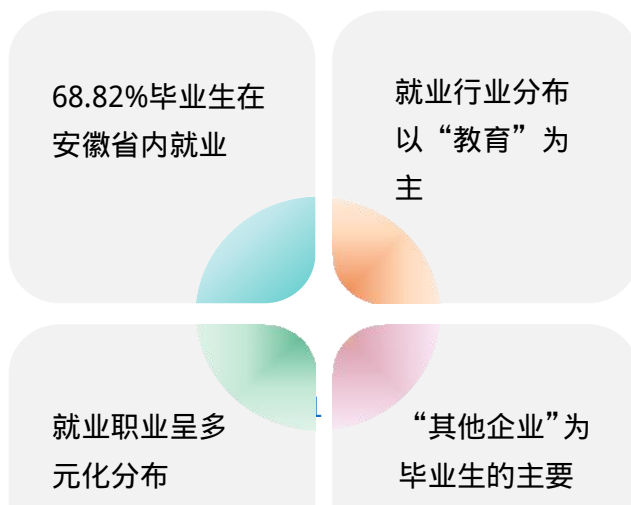 68.82%毕业生在
安徽省内就业
就业行业分布
以“教育”为
主
就业职业呈多
元化分布
“其他企业”为
毕业生的主要